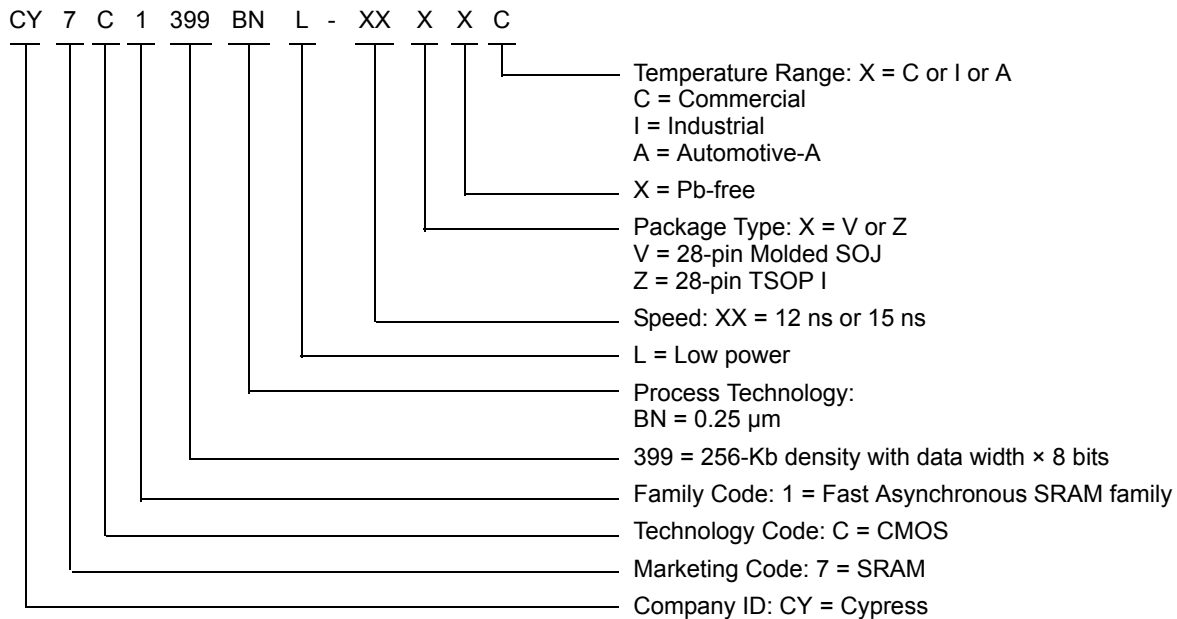 CY 7 C 1 399 BN L - XX X X C
Temperature Range: X = C or I or A
C = Commercial
I = Industrial
A = Automotive-A
X = Pb-free
Package Type: X = V or Z
V = 28-pin Molded SOJ
Z = 28-pin TSOP I
Speed: XX = 12 ns or 15 ns
L = Low power
Process Technology:
BN = 0.25 µm
399 = 256-Kb density with data width × 8 bits
Family Code: 1 = Fast Asynchronous SRAM family
Technology Code: C = CMOS
Marketing Code: 7 = SRAM
Company ID: CY = Cypress